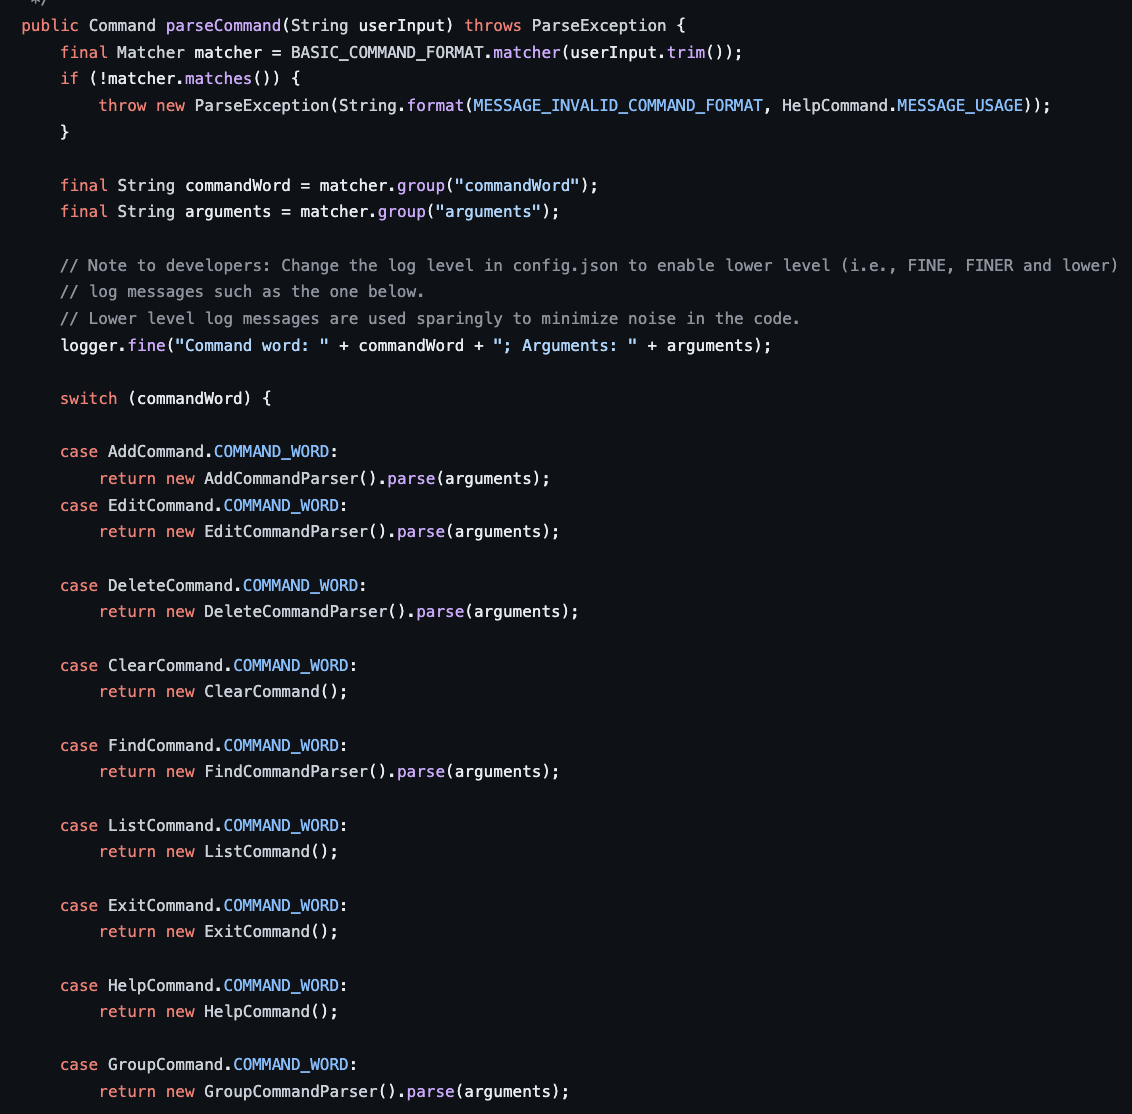 */
public Command parseCommand(String userInput) throws ParseException {
    final Matcher matcher = BASIC_COMMAND_FORMAT.matcher(userInput.trim());
    if (!matcher.matches()) {
        throw new ParseException(String.format(MESSAGE_INVALID_COMMAND_FORMAT, HelpCommand.MESSAGE_USAGE));
    }

    final String commandWord = matcher.group("commandWord");
    final String arguments = matcher.group("arguments");

    // Note to developers: Change the log level in config.json to enable lower level (i.e., FINE, FINER and lower)
    // log messages such as the one below.
    // Lower level log messages are used sparingly to minimize noise in the code.
    logger.fine("Command word: " + commandWord + "; Arguments: " + arguments);

    switch (commandWord) {

    case AddCommand.COMMAND_WORD:
        return new AddCommandParser().parse(arguments);
    case EditCommand.COMMAND_WORD:
        return new EditCommandParser().parse(arguments);

    case DeleteCommand.COMMAND_WORD:
        return new DeleteCommandParser().parse(arguments);

    case ClearCommand.COMMAND_WORD:
        return new ClearCommand();

    case FindCommand.COMMAND_WORD:
        return new FindCommandParser().parse(arguments);

    case ListCommand.COMMAND_WORD:
        return new ListCommand();

    case ExitCommand.COMMAND_WORD:
        return new ExitCommand();

    case HelpCommand.COMMAND_WORD:
        return new HelpCommand();

    case GroupCommand.COMMAND_WORD:
        return new GroupCommandParser().parse(arguments);